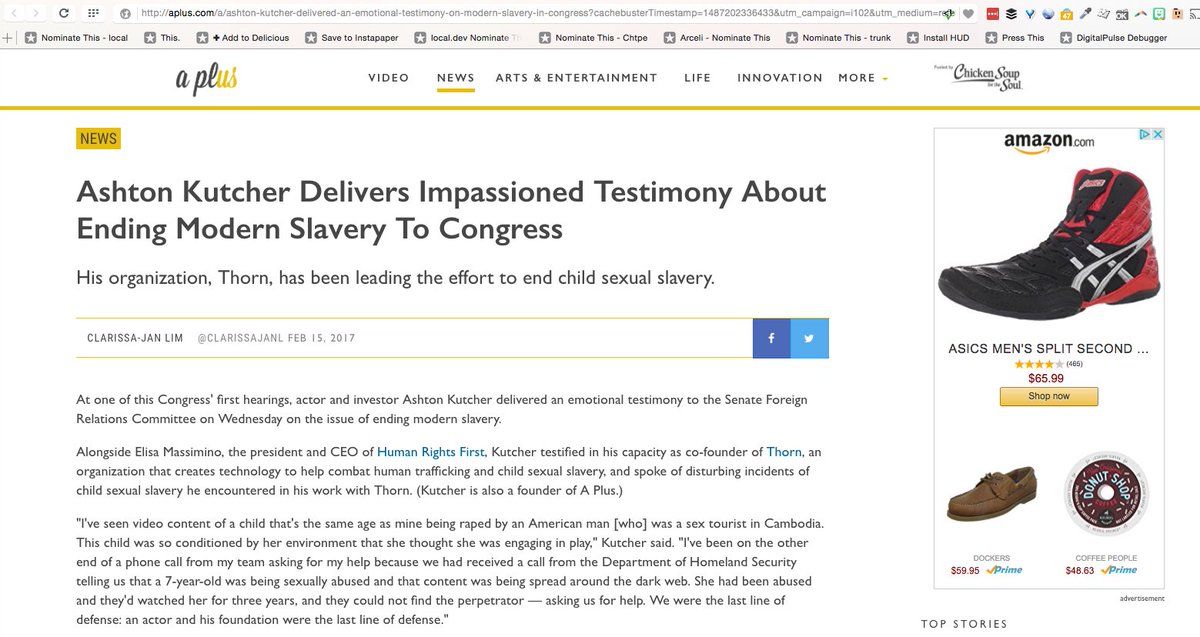 http://aplus.com/a/ashton-kutcher-delivered-an-emotional-testimony-on-modern-slavery-in-congress?cachebusterTimestamp=1487202336433&utm_campaign=i102&utm_medium=
Nominate This - local
This.
+ Add to Delicious
Save to Instapaper
local.dev Nominate
Nominate This - Chtpe
Arceli - Nominate This
Nominate This - trunk
Install HUD
Press This
DigitalPulse Debugger
a plus
VIDEO
NEWS
ARTS & ENTERTAINMENT
LIFE
INNOVATION
MORE
Fueled by
Chicken Soup
for the
Soul
NEWS
Ashton Kutcher Delivers Impassioned Testimony About
Ending Modern Slavery To Congress
His organization, Thorn, has been leading the effort to end child sexual slavery.
CLARISSA-JAN LIM @CLARISSAJANL FEB 15, 2017
At one of this Congress' first hearings, actor and investor Ashton Kutcher delivered an emotional testimony to the Senate Foreign
Relations Committee on Wednesday on the issue of ending modern slavery.
Alongside Elisa Massimino, the president and CEO of Human Rights First, Kutcher testified in his capacity as co-founder of Thorn, an
organization that creates technology to help combat human trafficking and child sexual slavery, and spoke of disturbing incidents of
child sexual slavery he encountered in his work with Thorn. (Kutcher is also a founder of A Plus.)
"I've seen video content of a child that's the same age as mine being raped by an American man [who] was a sex tourist in Cambodia.
This child was so conditioned by her environment that she thought she was engaging in play," Kutcher said. "I've been on the other
end of a phone call from my team asking for my help because we had received a call from the Department of Homeland Security
telling us that a 7-year-old was being sexually abused and that content was being spread around the dark web. She had been abused
and they'd watched her for three years, and they could not find the perpetrator — asking us for help. We were the last line of
defense: an actor and his foundation were the last line of defense."
amazon.com
ASICS MEN'S SPLIT SECOND ...
(465)
$65.99
Shop now
DONUT SHOP
DOCKERS
$59.95 Prime
COFFEE PEOPLE
$48.63 Prime
advertisement
TOP STORIES